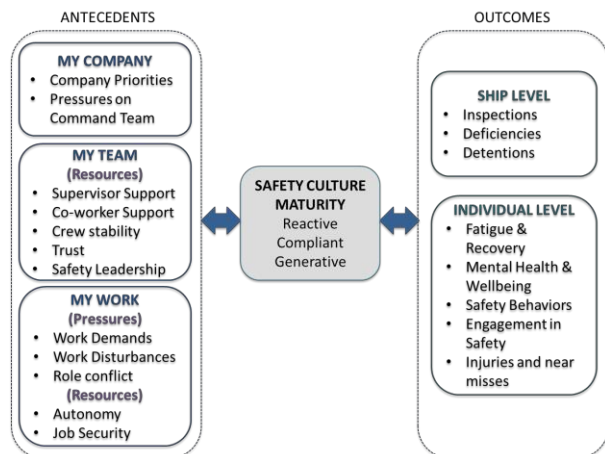 ANTECEDENTS
MY COMPANY
• Company Priorities
• Pressures on
Command Team
MY TEAM
(Resources)
• Supervisor Support
• Co-worker Support
• Crew stability
• Trust
• Safety Leadership
MY WORK
(Pressures)
• Work Demands
• Work Disturbances
• Role conflict
(Resources)
• Autonomy
• Job Security
SAFETY CULTURE
MATURITY
Reactive
Compliant
Generative
OUTCOMES
SHIP LEVEL
• Inspections
• Deficiencies
• Detentions
INDIVIDUAL LEVEL
• Fatigue &
Recovery
• Mental Health &
Wellbeing
• Safety Behaviors
• Engagement in
Safety
• Injuries and near
misses